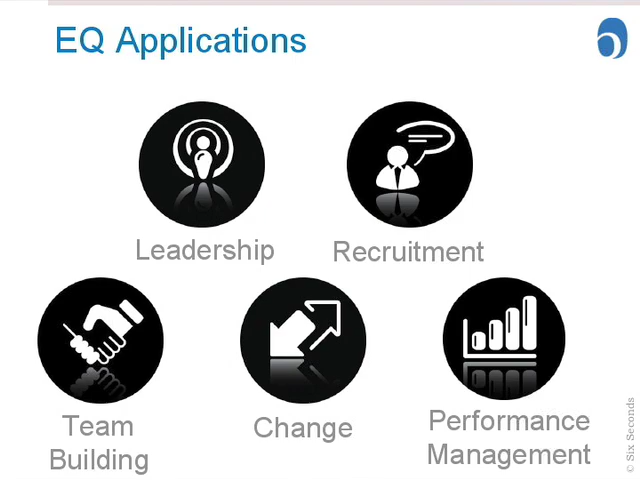 EQ Applications
Leadership
Recruitment
Team
Building
Change
Performance
Management
© Six Seconds